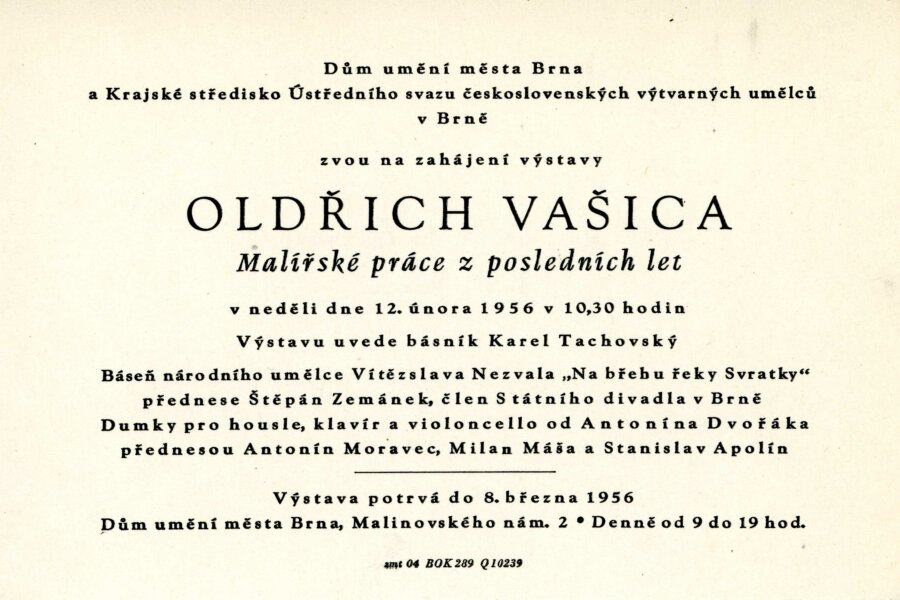 Dům umění města Brna
a Krajské středisko Ústředního svazu československých výtvarných umělců
v Brně
zvou na zahájení výstavy
OLDŘICH VAŠICA
Malířské práce z posledních let
v neděli dne 12. února 1956 v 10,30 hodin
Výstavu uvede básník Karel Tachovský
Báseň národního umělce Vítězslava Nezvala „Na břehu řeky Svratky“
přednese Štěpán Zemánek, člen Státního divadla v Brně
Dumky pro housle, klavír a violoncello od Antonína Dvořáka
přednesou Antonín Moravec, Milan Máša a Stanislav Apolín
Výstava potrvá do 8. března 1956
Dům umění města Brna, Malinovského nám. 2 • Denně od 9 do 19 hod.
04 BOK 289 Q 10239